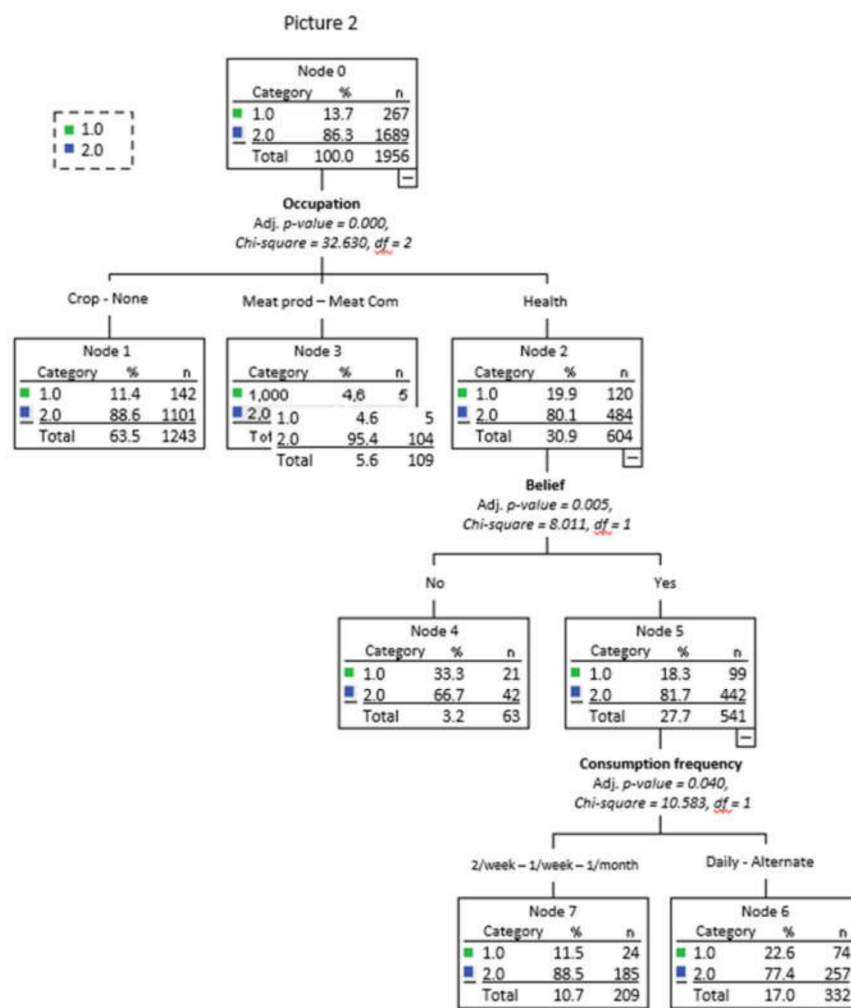 Picture 2
1.0
2.0
Node 0
Category % n
1.0 13.7 267
2.0 86.3 1689
Total 100.0 1956
Occupation
Adj. p-value = 0.000,
Chi-square = 32.630, df = 2
Crop - None
Meat prod – Meat Com
Health
Node 1
Category % n
1.0 11.4 142
2.0 88.6 1101
Total 63.5 1243
Node 3
Category % n
1,000 4,6 5
2,0
1.0 4.6 5
2.0 95.4 104
Total 5.6 109
Node 2
Category % n
1.0 19.9 120
2.0 80.1 484
Total 30.9 604
Belief
Adj. p-value = 0.005,
Chi-square = 8.011, df = 1
No
Yes
Node 4
Category % n
1.0 33.3 21
2.0 66.7 42
Total 3.2 63
Node 5
Category % n
1.0 18.3 99
2.0 81.7 442
Total 27.7 541
Consumption frequency
Adj. p-value = 0.040,
Chi-square = 10.583, df = 1
2/week – 1/week – 1/month
Daily - Alternate
Node 7
Category % n
1.0 11.5 24
2.0 88.5 185
Total 10.7 209
Node 6
Category % n
1.0 22.6 74
2.0 77.4 257
Total 17.0 332